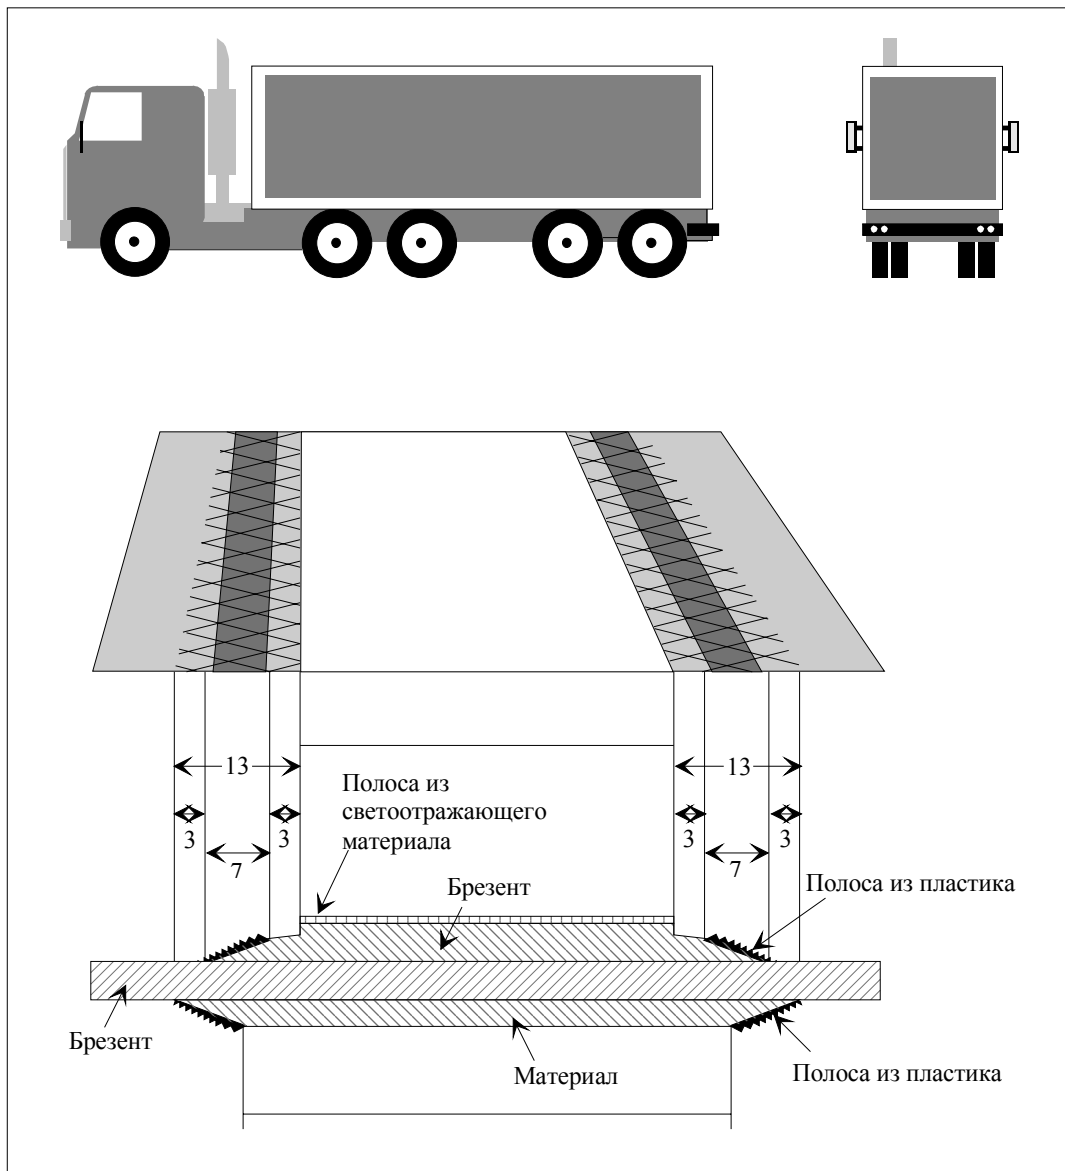 13
13
Полоса из
светоотражающего
материала
3
3
3
3
7
7
Брезент
Полоса из пластика
Брезент
Материал
Полоса из пластика